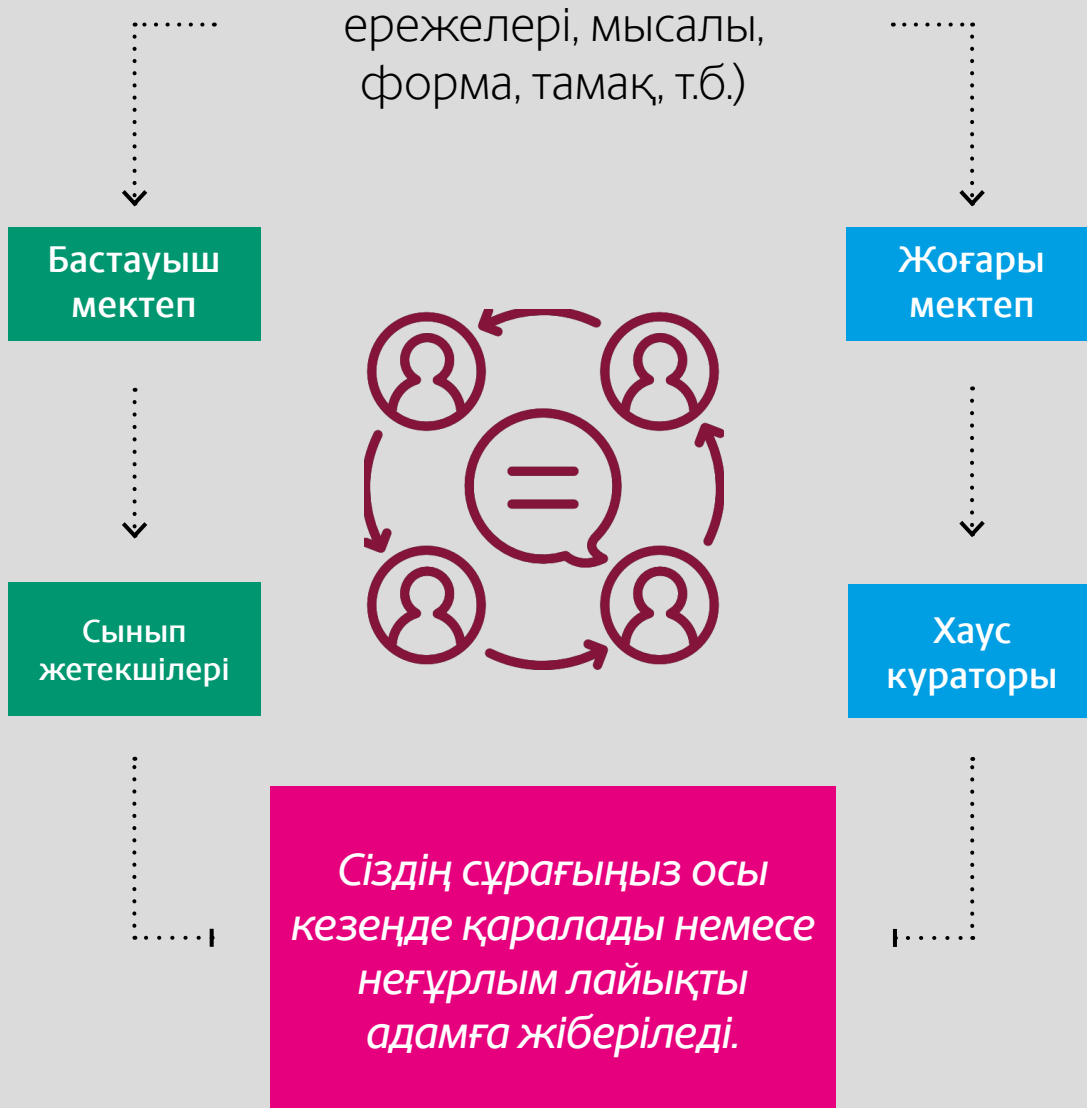 ережелері, мысалы,
форма, тамақ, т.б.)
Бастауыш
мектеп
Жоғары
мектеп
Сынып
жетекшілері
Хаус
кураторы
Сіздің сұрағыңыз осы
кезеңде қаралады немесе
неғұрлым лайықты
адамға жіберіледі.